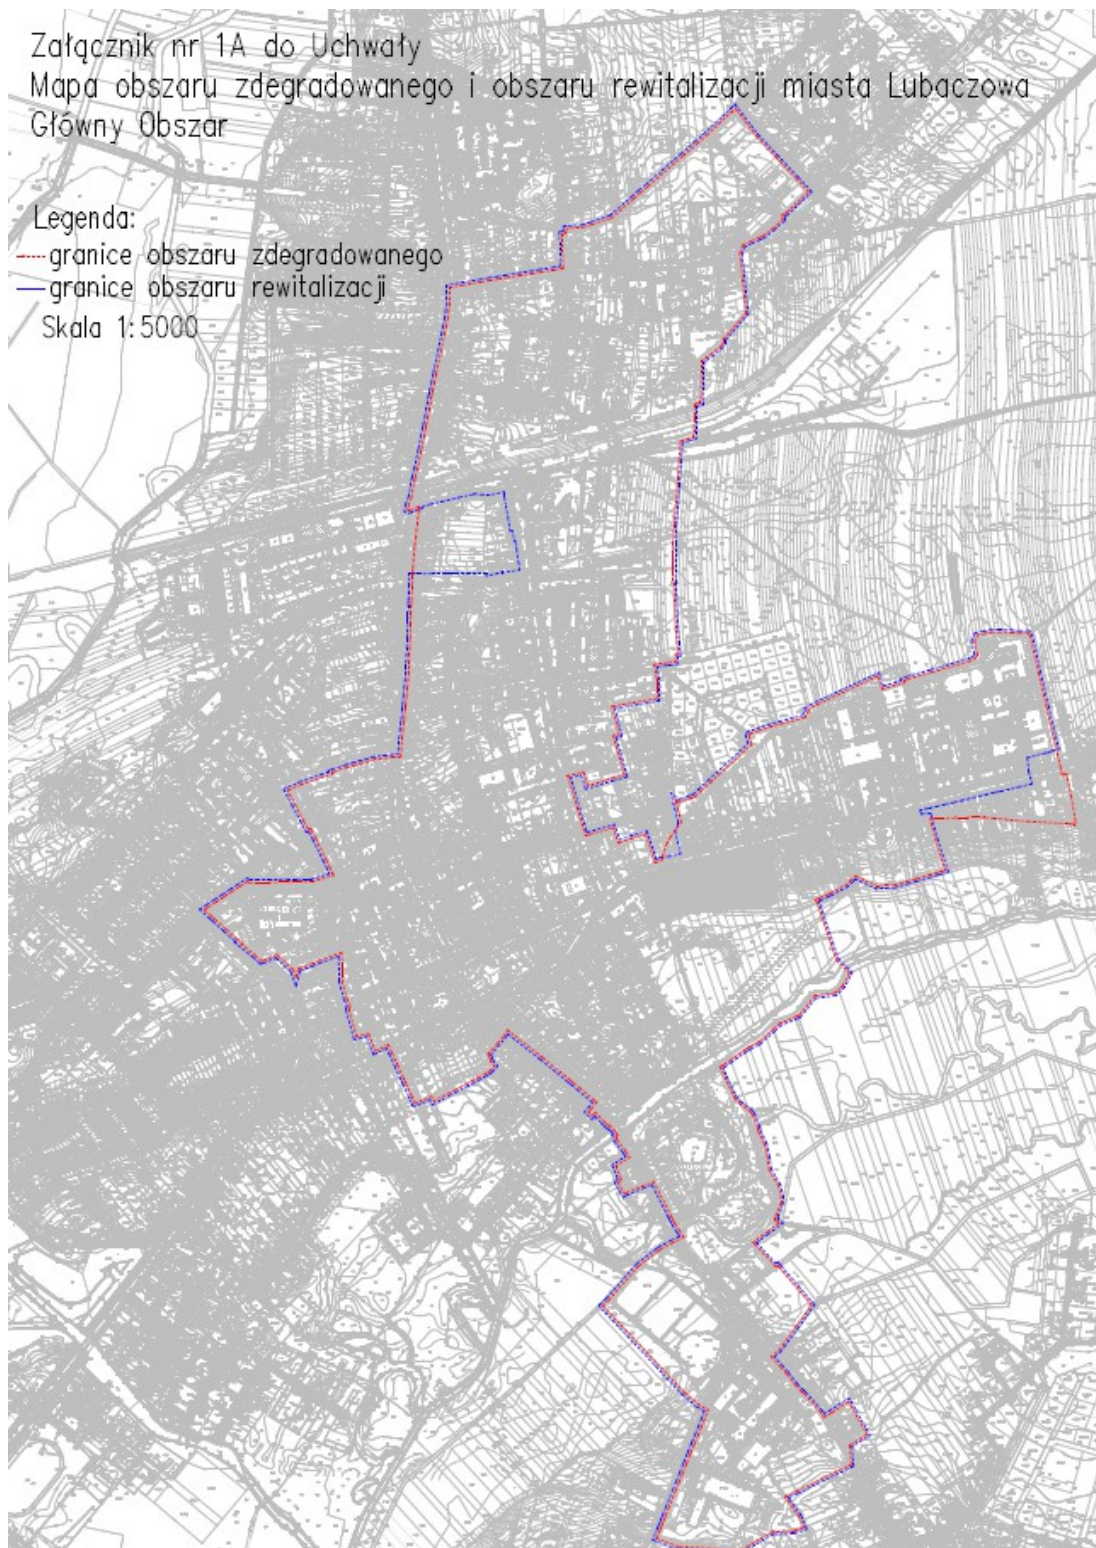 Załącznik nr 1A do Uchwały
Mapa obszaru zdegradowanego i obszaru rewitalizacji miasta Lubaczowa
Główny Obszar
Legenda:
granice obszaru zdegradowanego
granice obszaru rewitalizacji
Skala 1:5000